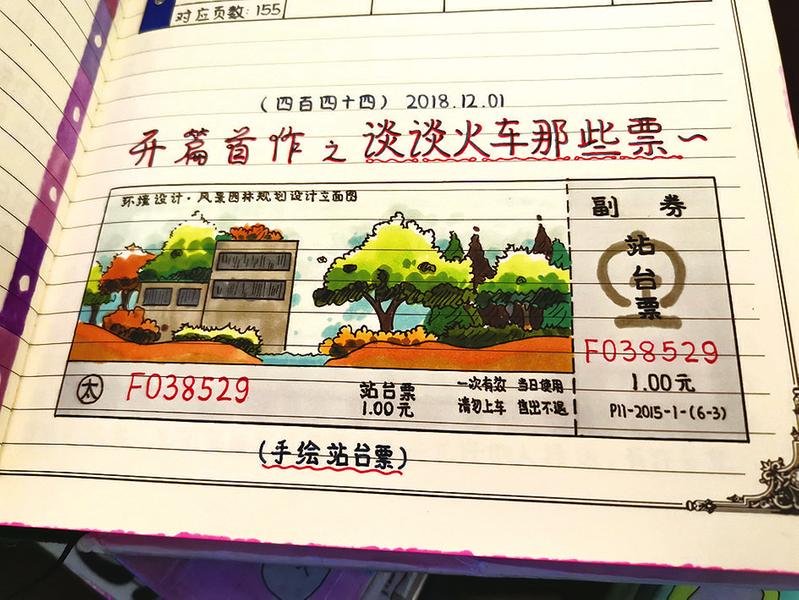 对应页数：155
（四百四十四） 2018.12.01
开篇首作之谈谈火车那些票~
环境设计·风景园林规划设计立面图
副 券
站台票
F038529
1.00元
P11-2015-1-(6-3)
太 F038529
站台票
1.00元
一次有效 当日使用
请勿上车 售出不退
（手绘站台票）